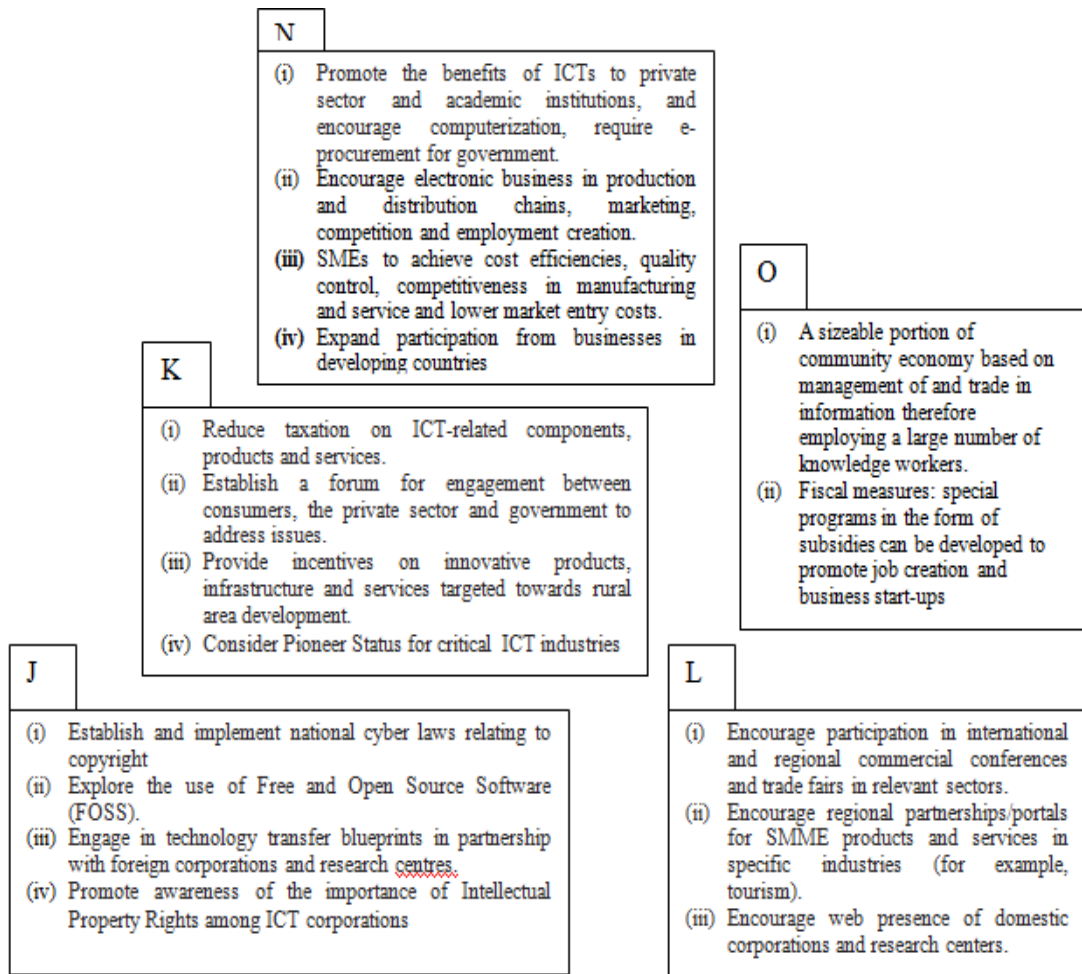 N
(i) Promote the benefits of ICTs to private
sector and academic institutions, and
encourage computerization, require e-
procurement for government.
(ii) Encourage electronic business in production
and distribution chains, marketing,
competition and employment creation.
(iii) SMEs to achieve cost efficiencies, quality
control, competitiveness in manufacturing
and service and lower market entry costs.
(iv) Expand participation from businesses in
developing countries
O
(i) A sizeable portion of
community economy based on
management of and trade in
information therefore
employing a large number of
knowledge workers.
(ii) Fiscal measures: special
programs in the form of
subsidies can be developed to
promote job creation and
business start-ups
K
(i) Reduce taxation on ICT-related components,
products and services.
(ii) Establish a forum for engagement between
consumers, the private sector and government to
address issues.
(iii) Provide incentives on innovative products,
infrastructure and services targeted towards rural
area development.
(iv) Consider Pioneer Status for critical ICT industries
J
(i) Establish and implement national cyber laws relating to
copyright
(ii) Explore the use of Free and Open Source Software
(FOSS).
(iii) Engage in technology transfer blueprints in partnership
with foreign corporations and research centres.
(iv) Promote awareness of the importance of Intellectual
Property Rights among ICT corporations
L
(i) Encourage participation in international
and regional commercial conferences
and trade fairs in relevant sectors.
(ii) Encourage regional partnerships/portals
for SMME products and services in
specific industries (for example,
tourism).
(iii) Encourage web presence of domestic
corporations and research centers.